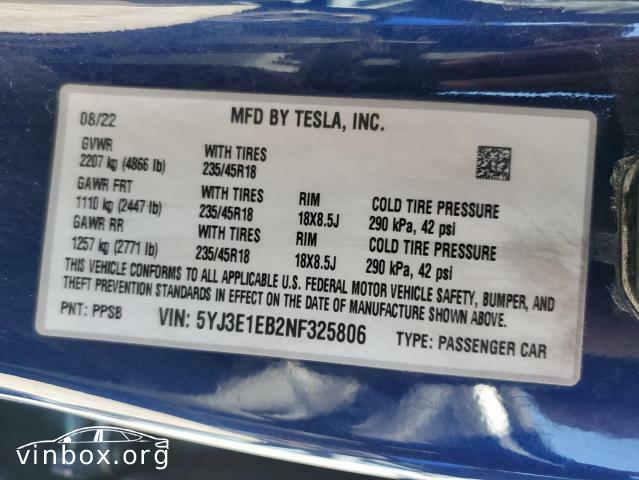 08/22 MFD BY TESLA, INC.
GVWR
2207 kg (4866 lb) WITH TIRES 235/45R18
GAWR FRT
1110 kg (2447 lb) WITH TIRES 235/45R18 RIM 18X8.5J COLD TIRE PRESSURE 290 kPa, 42 psi
GAWR RR
1257 kg (2771 lb) WITH TIRES 235/45R18 RIM 18X8.5J COLD TIRE PRESSURE 290 kPa, 42 psi
THIS VEHICLE CONFORMS TO ALL APPLICABLE U.S. FEDERAL MOTOR VEHICLE SAFETY, BUMPER, AND
THEFT PREVENTION STANDARDS IN EFFECT ON THE DATE OF MANUFACTURE SHOWN ABOVE.
PNT: PPSB VIN: 5YJ3E1EB2NF325806 TYPE: PASSENGER CAR
vinbox.org